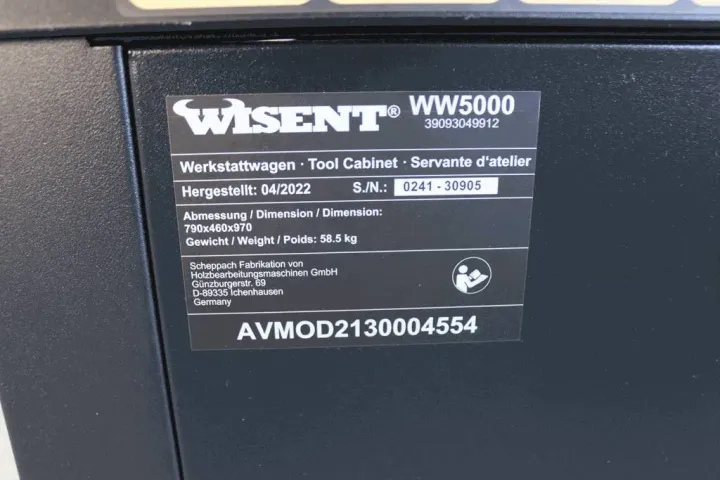 WISENT® WW5000
39093049912
Werkstattwagen · Tool Cabinet · Servante d'atelier
Hergestellt: 04/2022 S./N.: 0241 - 30905
Abmessung / Dimension / Dimension:
790x460x970
Gewicht / Weight / Poids: 58.5 kg
Scheppach Fabrikation von
Holzbearbeitungsmaschinen GmbH
Günzburgerstr. 69
D-89335 Ichenhausen
Germany
AVMOD2130004554